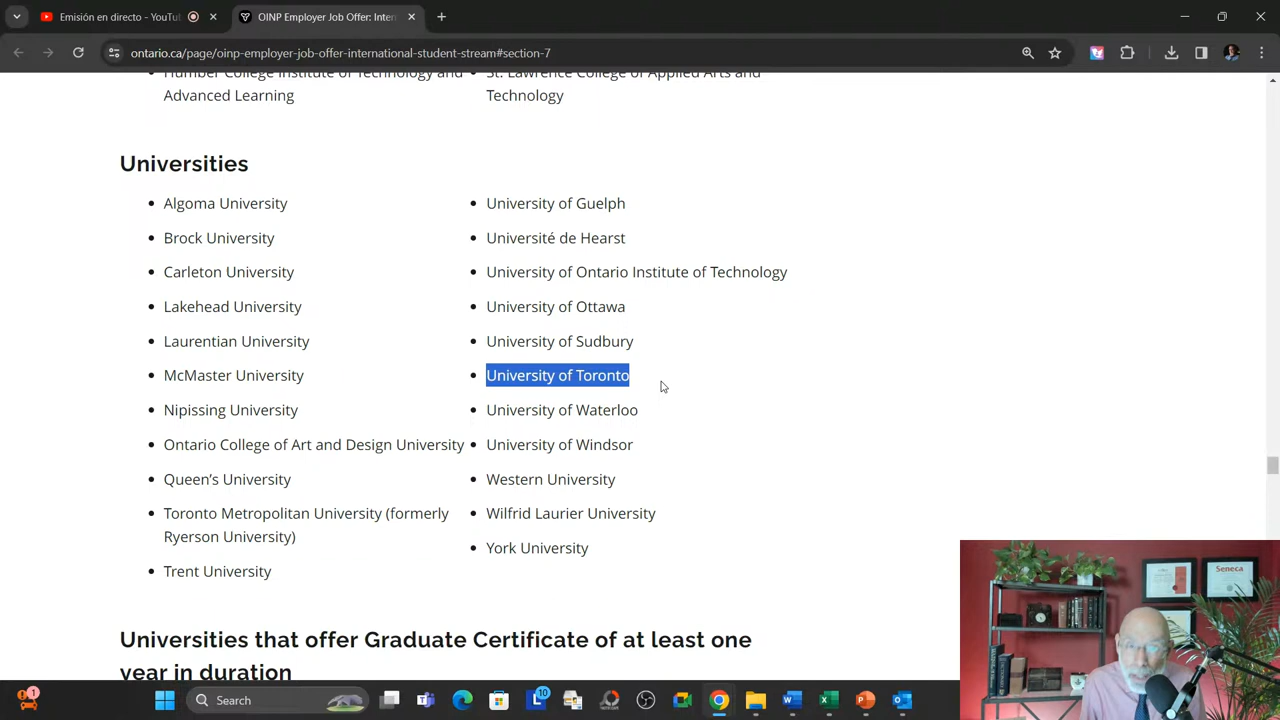 Emisión en directo - YouTu
OINP Employer Job Offer: Inter
ontario.ca/page/oinp-employer-job-offer-international-student-stream#section-7
Humber College Institute of Technology and
Advanced Learning
St. Lawrence College of Applied Arts and
Technology
Universities
Algoma University
Brock University
Carleton University
Lakehead University
Laurentian University
McMaster University
Nipissing University
Ontario College of Art and Design University
Queen’s University
Toronto Metropolitan University (formerly
Ryerson University)
Trent University
University of Guelph
Université de Hearst
University of Ontario Institute of Technology
University of Ottawa
University of Sudbury
University of Toronto
University of Waterloo
University of Windsor
Western University
Wilfrid Laurier University
York University
Universities that offer Graduate Certificate of at least one
year in duration
Seneca
1
Search
10